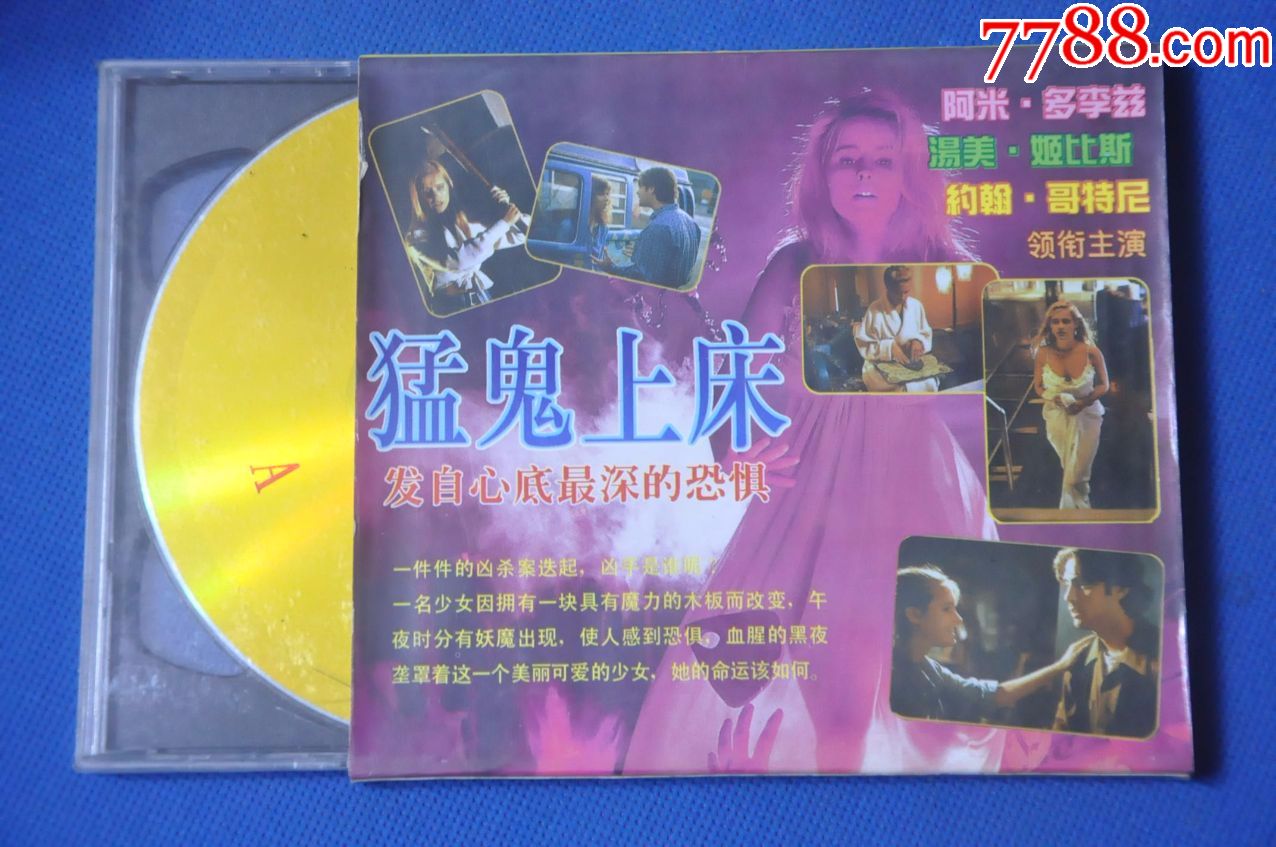 7788.com
阿米·多李兹
湯美·姬比斯
約翰·哥特尼
领衔主演
猛鬼上床
发自心底最深的恐惧
一件件的凶杀案迭起，凶手是谁呢？
一名少女因拥有一块具有魔力的木板而改变，午
夜时分有妖魔出现，使人感到恐俱，血腥的黑夜
垄罩着这一个美丽可爱的少女，她的命运该如何。
A